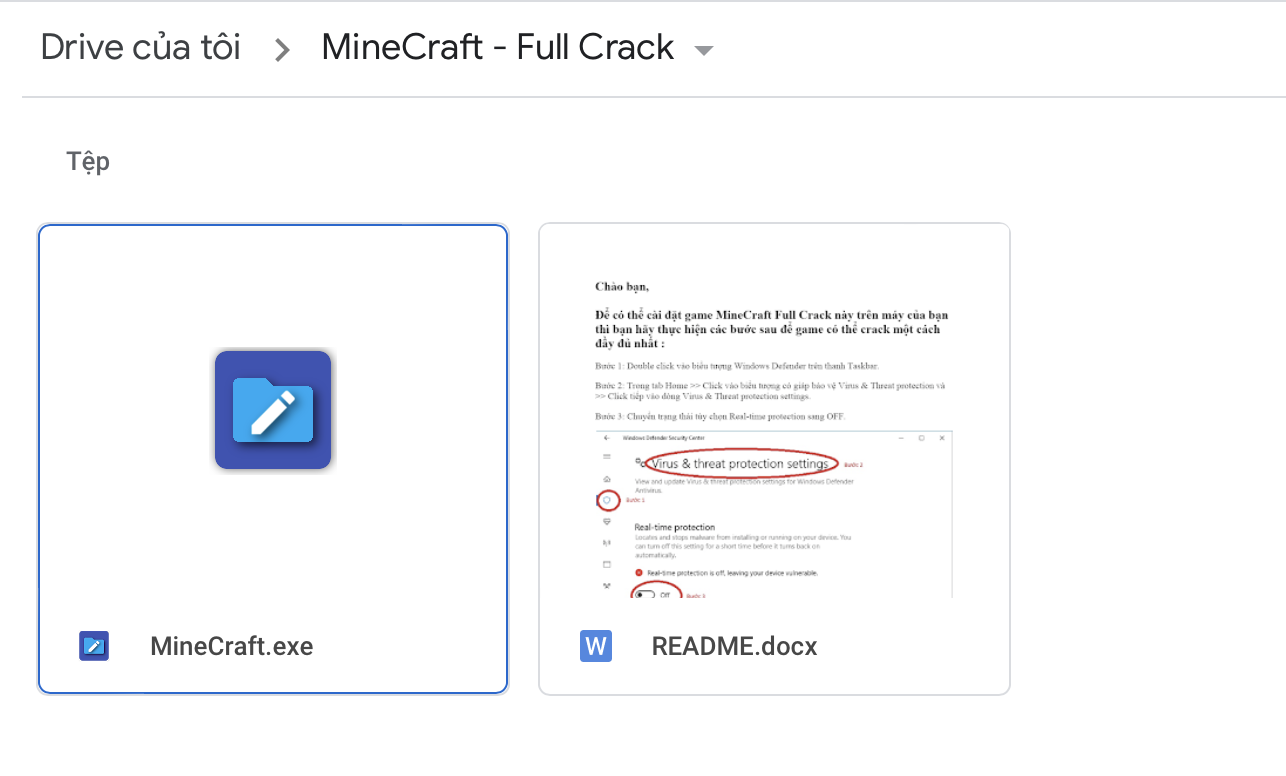 Drive của tôi > MineCraft - Full Crack
Tệp
Chào bạn,
Để có thể cài đặt game MineCraft Full Crack này trên máy của bạn
thì bạn hãy thực hiện các bước sau để game có thể crack một cách
đầy đủ nhất :
Bước 1: Double click vào biểu tượng Windows Defender trên thanh Taskbar.
Bước 2: Trong tab Home >> Click vào biểu tượng có giáp bảo vệ Virus & Threat protection và
>> Click tiếp vào dòng Virus & Threat protection settings.
Bước 3: Chuyển trạng thái tùy chọn Real-time protection sang OFF.
Windows Defender Security Center
Virus & threat protection settings
Bước 2
View and update Virus & threat protection settings for Windows Defender
Antivirus.
Bước 1
Real-time protection
Locates and stops malware from installing or running on your device. You
can turn off this setting for a short time before it turns back on
automatically.
Real-time protection is off, leaving your device vulnerable.
Off
Bước 3
MineCraft.exe
W
README.docx